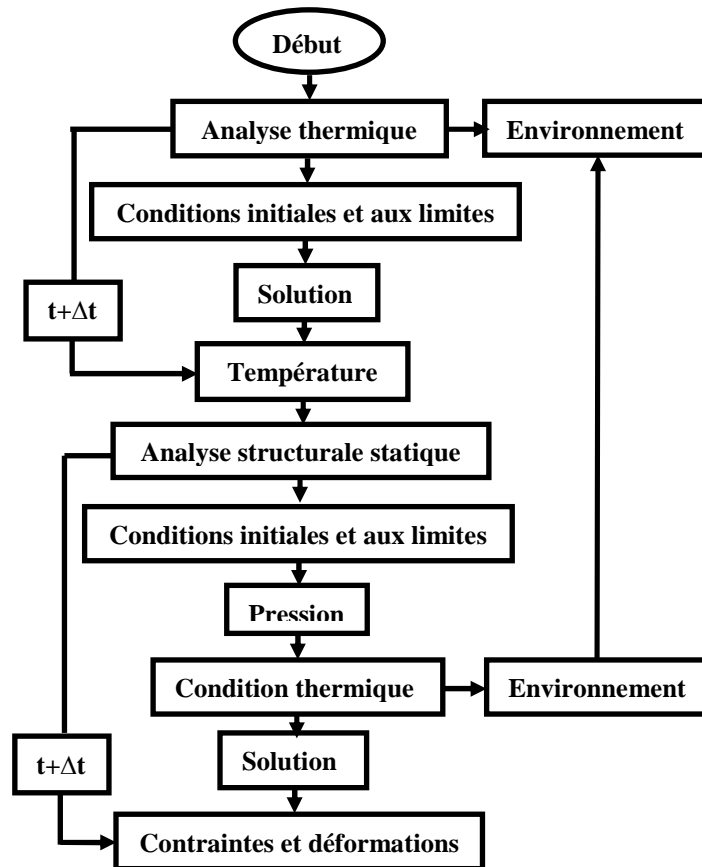 Début
Analyse thermique
Environnement
Conditions initiales et aux limites
Solution
t+Δt
Température
Analyse structurale statique
Conditions initiales et aux limites
Pression
Condition thermique
Environnement
Solution
t+Δt
Contraintes et déformations